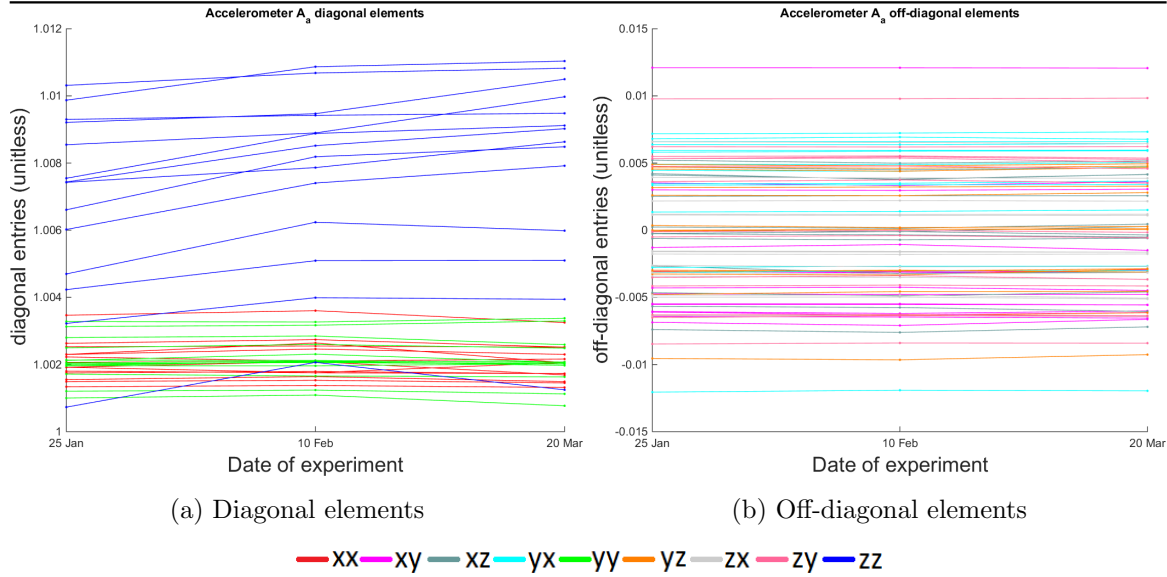 Accelerometer Aa diagonal elements
1.012
1.01
1.008
1.006
1.004
1.002
1
diagonal entries (unitless)
25 Jan
10 Feb
20 Mar
Date of experiment
Accelerometer Aa off-diagonal elements
0.015
0.01
0.005
0
-0.005
-0.01
-0.015
off-diagonal entries (unitless)
25 Jan
10 Feb
20 Mar
Date of experiment
(a) Diagonal elements
(b) Off-diagonal elements
xx xy xz yx yy yz zx zy zz